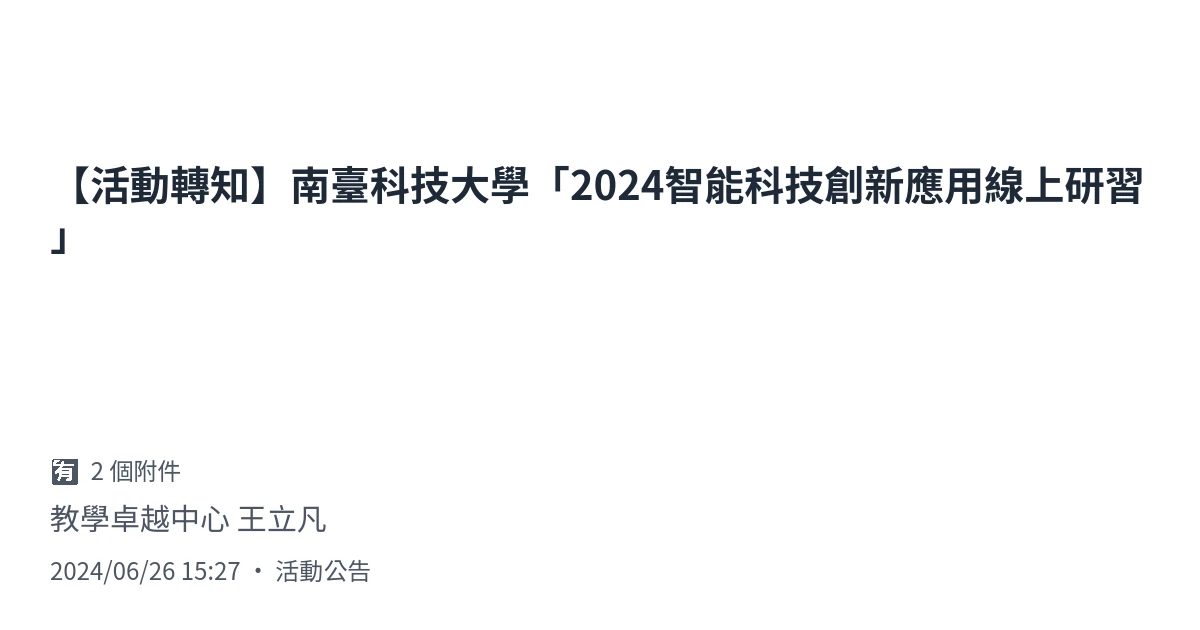 【活動轉知】南臺科技大學「2024智能科技創新應用線上研習
」
🈶 2 個附件
教學卓越中心 王立凡
2024/06/26 15:27 ・ 活動公告